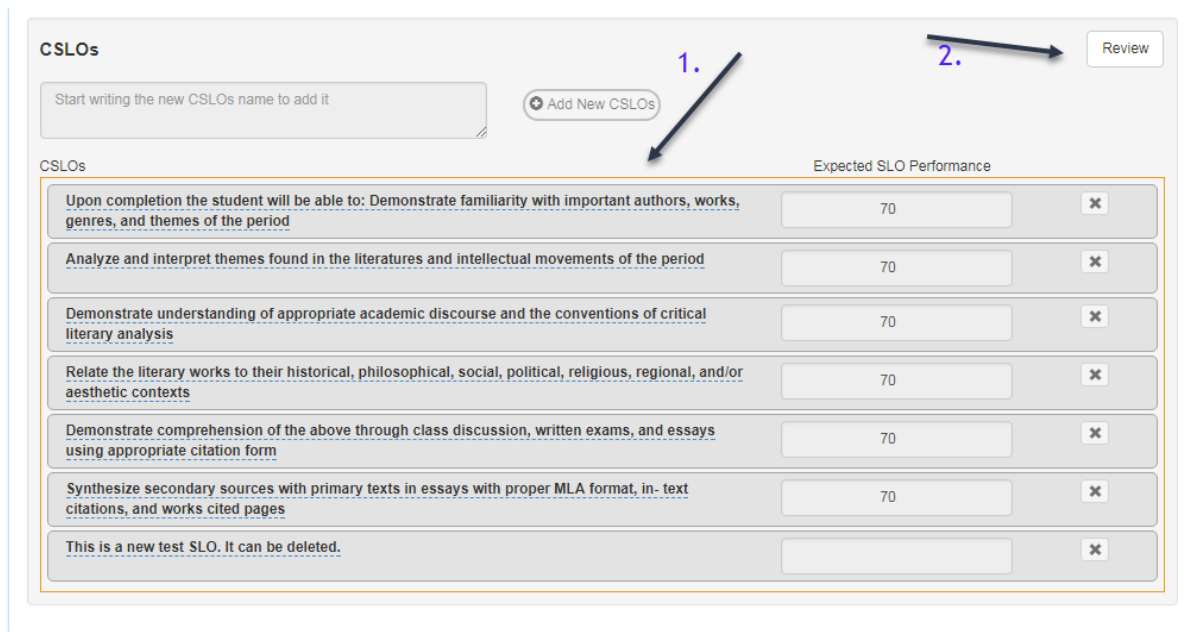 CSLOs
Review
1.
2.
Start writing the new CSLOs name to add it
Add New CSLOs
CSLOs
Expected SLO Performance
Upon completion the student will be able to: Demonstrate familiarity with important authors, works,
genres, and themes of the period
70
Analyze and interpret themes found in the literatures and intellectual movements of the period
70
Demonstrate understanding of appropriate academic discourse and the conventions of critical
literary analysis
70
Relate the literary works to their historical, philosophical, social, political, religious, regional, and/or
aesthetic contexts
70
Demonstrate comprehension of the above through class discussion, written exams, and essays
using appropriate citation form
70
Synthesize secondary sources with primary texts in essays with proper MLA format, in- text
citations, and works cited pages
70
This is a new test SLO. It can be deleted.